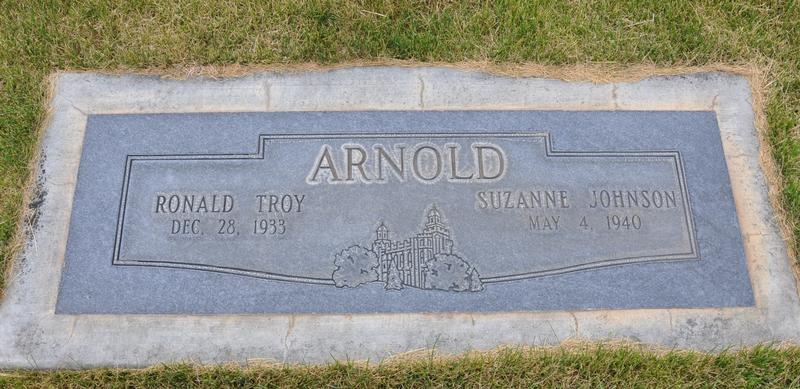 ARNOLD
RONALD TROY
DEC. 28, 1933
SUZANNE JOHNSON
MAY 4, 1940